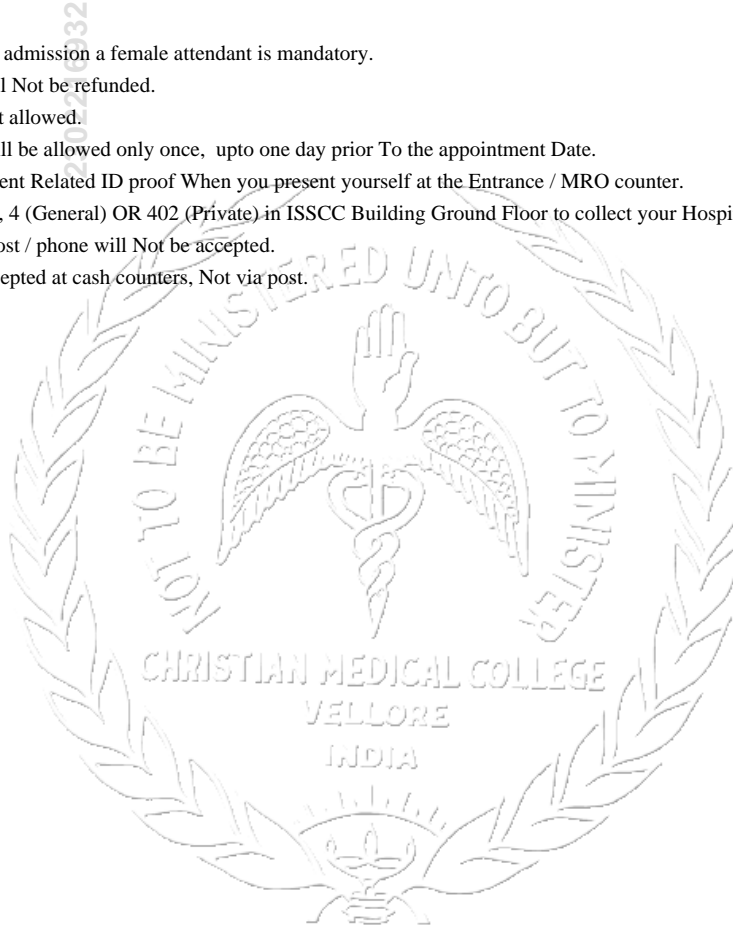 admission a female attendant is mandatory.
l Not be refunded.
t allowed.
ll be allowed only once, upto one day prior To the appointment Date.
ent Related ID proof When you present yourself at the Entrance / MRO counter.
, 4 (General) OR 402 (Private) in ISSCC Building Ground Floor to collect your Hospi
ost / phone will Not be accepted.
epted at cash counters, Not via post.
NOT TO BE MINISTERED UNTO BUT TO MINISTER
CHRISTIAN MEDICAL COLLEGE
VELLORE
INDIA